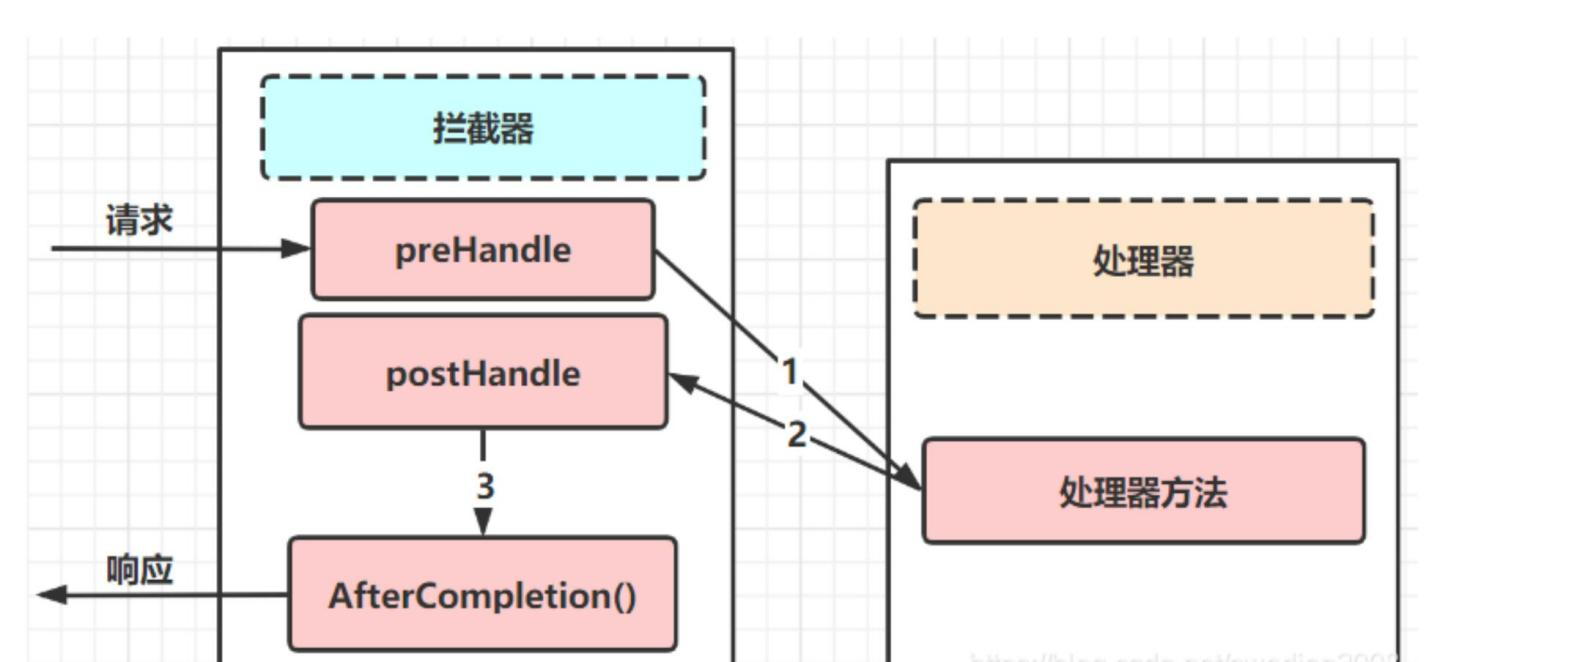 拦截器
请求
preHandle
处理器
postHandle
1
2
3
处理器方法
响应
AfterCompletion()